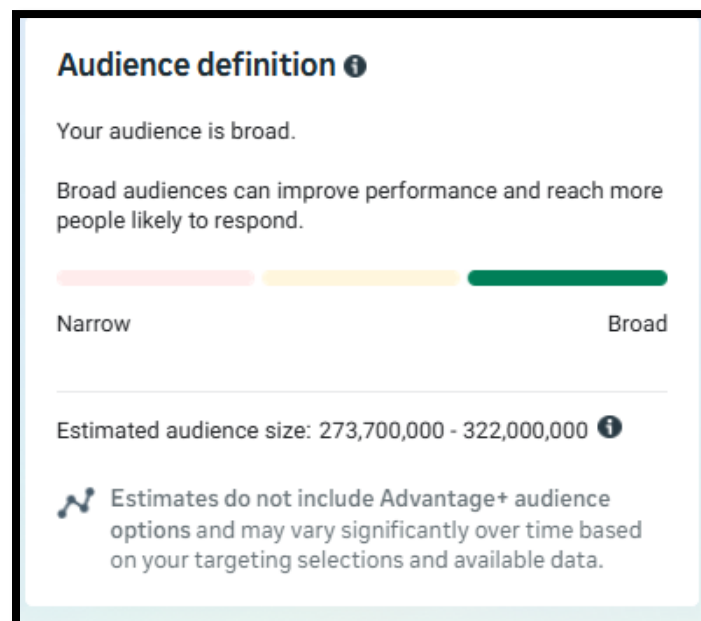 Audience definition
Your audience is broad.
Broad audiences can improve performance and reach more
people likely to respond.
Narrow
Broad
Estimated audience size: 273,700,000 - 322,000,000
Estimates do not include Advantage+ audience
options and may vary significantly over time based
on your targeting selections and available data.